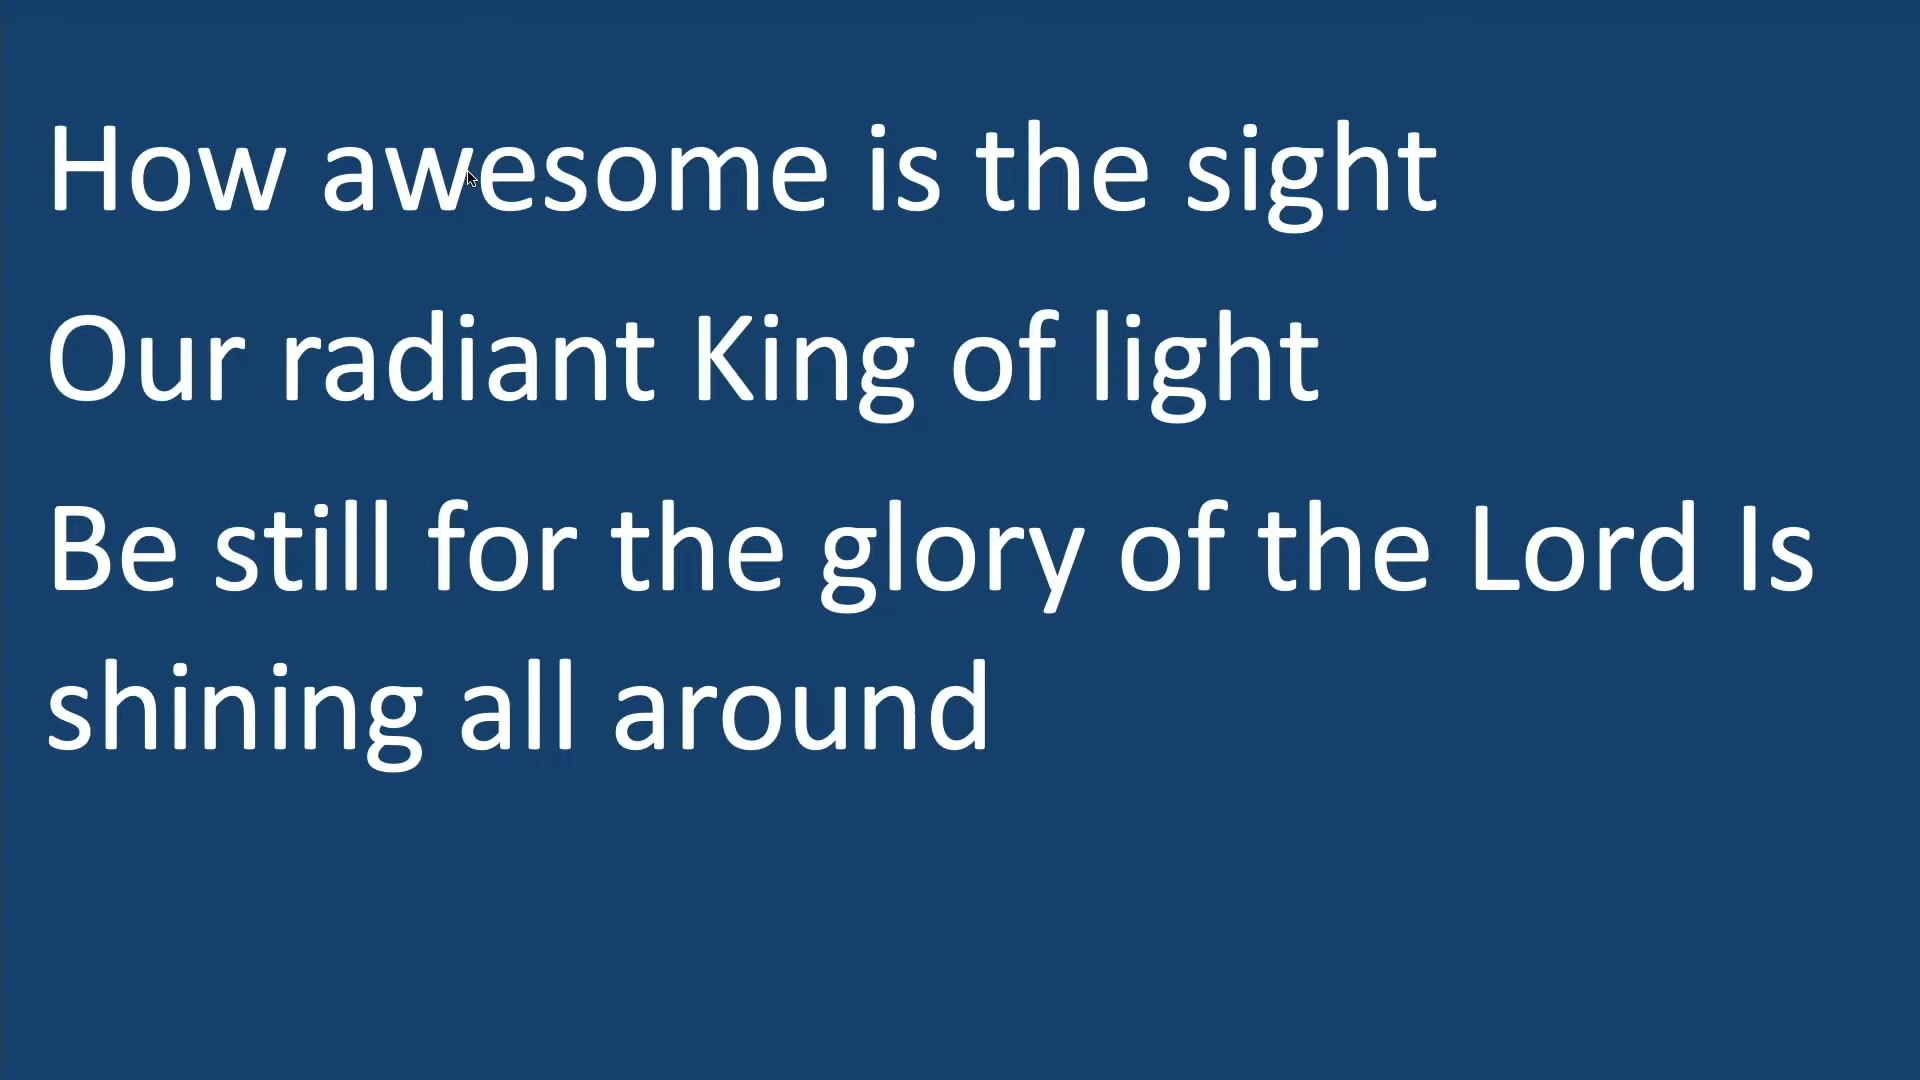 How awesome is the sight
Our radiant King of light
Be still for the glory of the Lord Is
shining all around